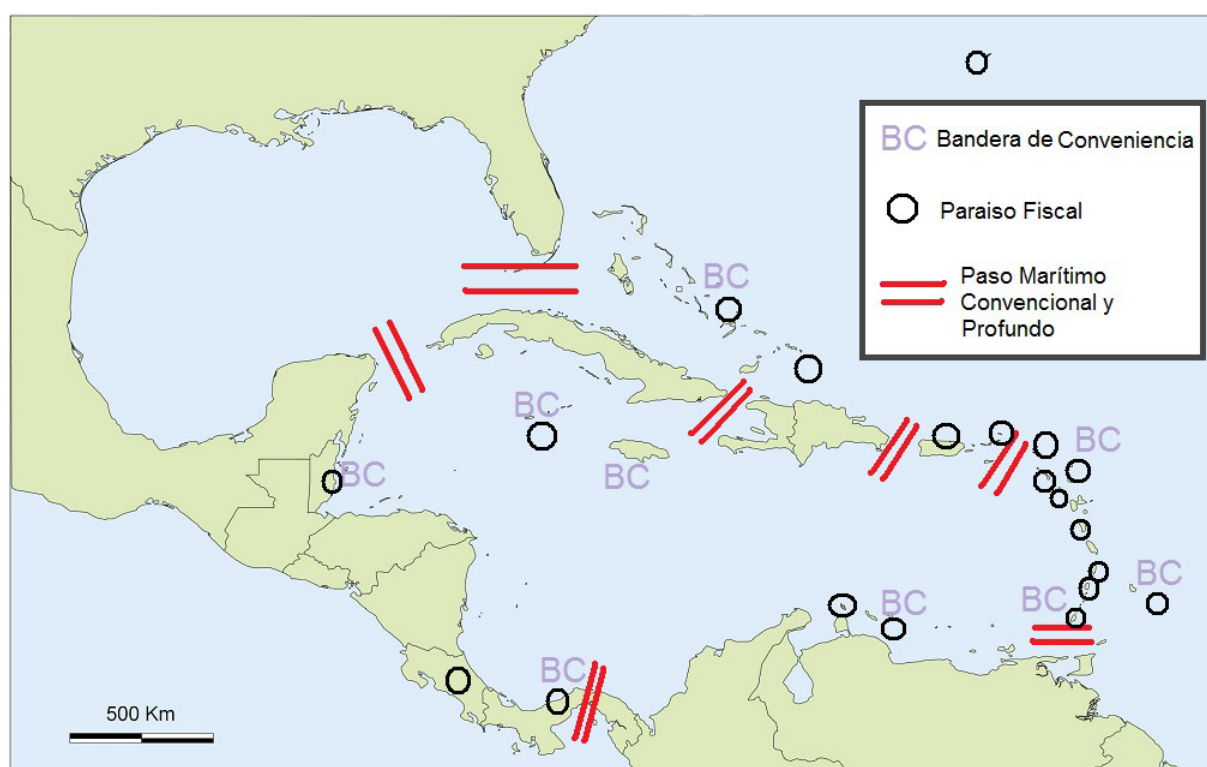 BC Bandera de Conveniencia
Paraiso Fiscal
Paso Marítimo
Convencional y
Profundo
BC
BC
BC
BC
BC
BC
BC
BC
BC
500 Km